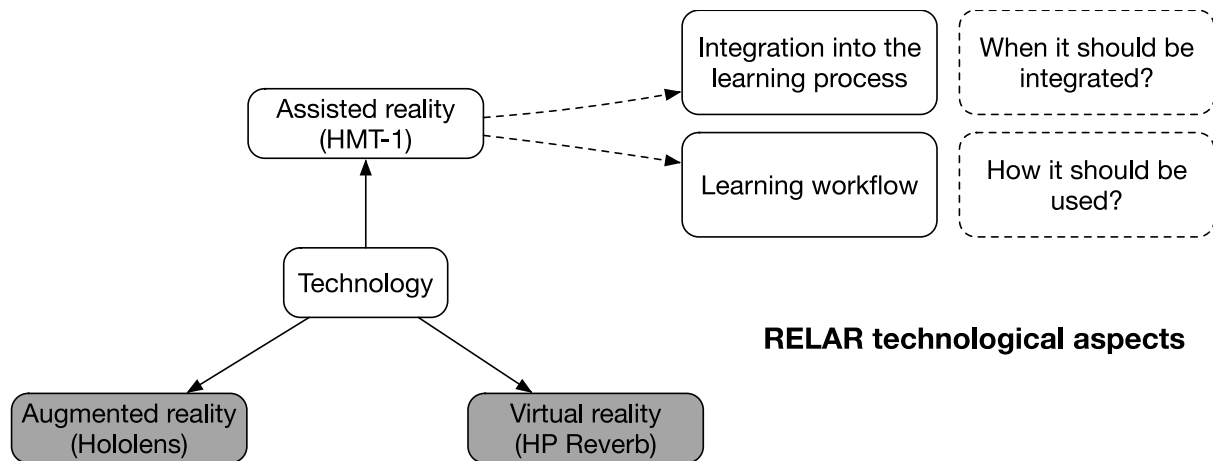 Integration into the
learning process
When it should be
integrated?
Assisted reality
(HMT-1)
Learning workflow
How it should be
used?
Technology
RELAR technological aspects
Augmented reality
(Hololens)
Virtual reality
(HP Reverb)